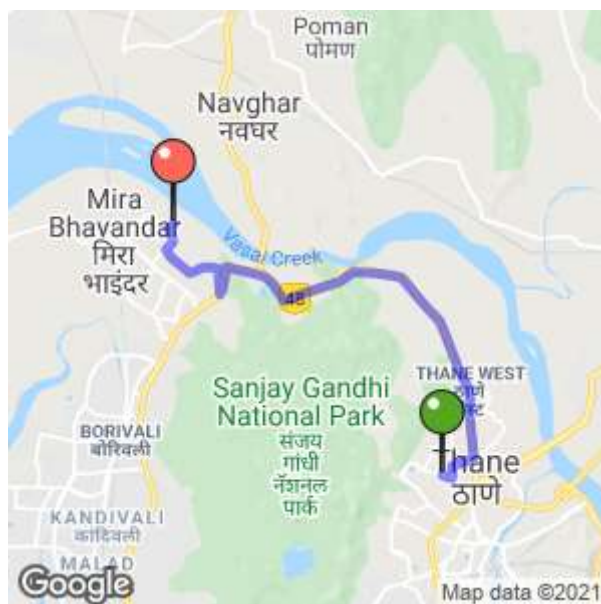 Poman
पोमण
Navghar
नवघर
Mira
Bhavandar
मिरा
भाइंदर
Vasai Creek
48
THANE WEST
ठाणे
Sanjay Gandhi
National Park
संजय
गांधी
नॅशनल
पार्क
BORIVALI
बोरिवली
Thane
ठाणे
KANDIVALI
कांदिवली
MALAD
Google
Map data ©2021